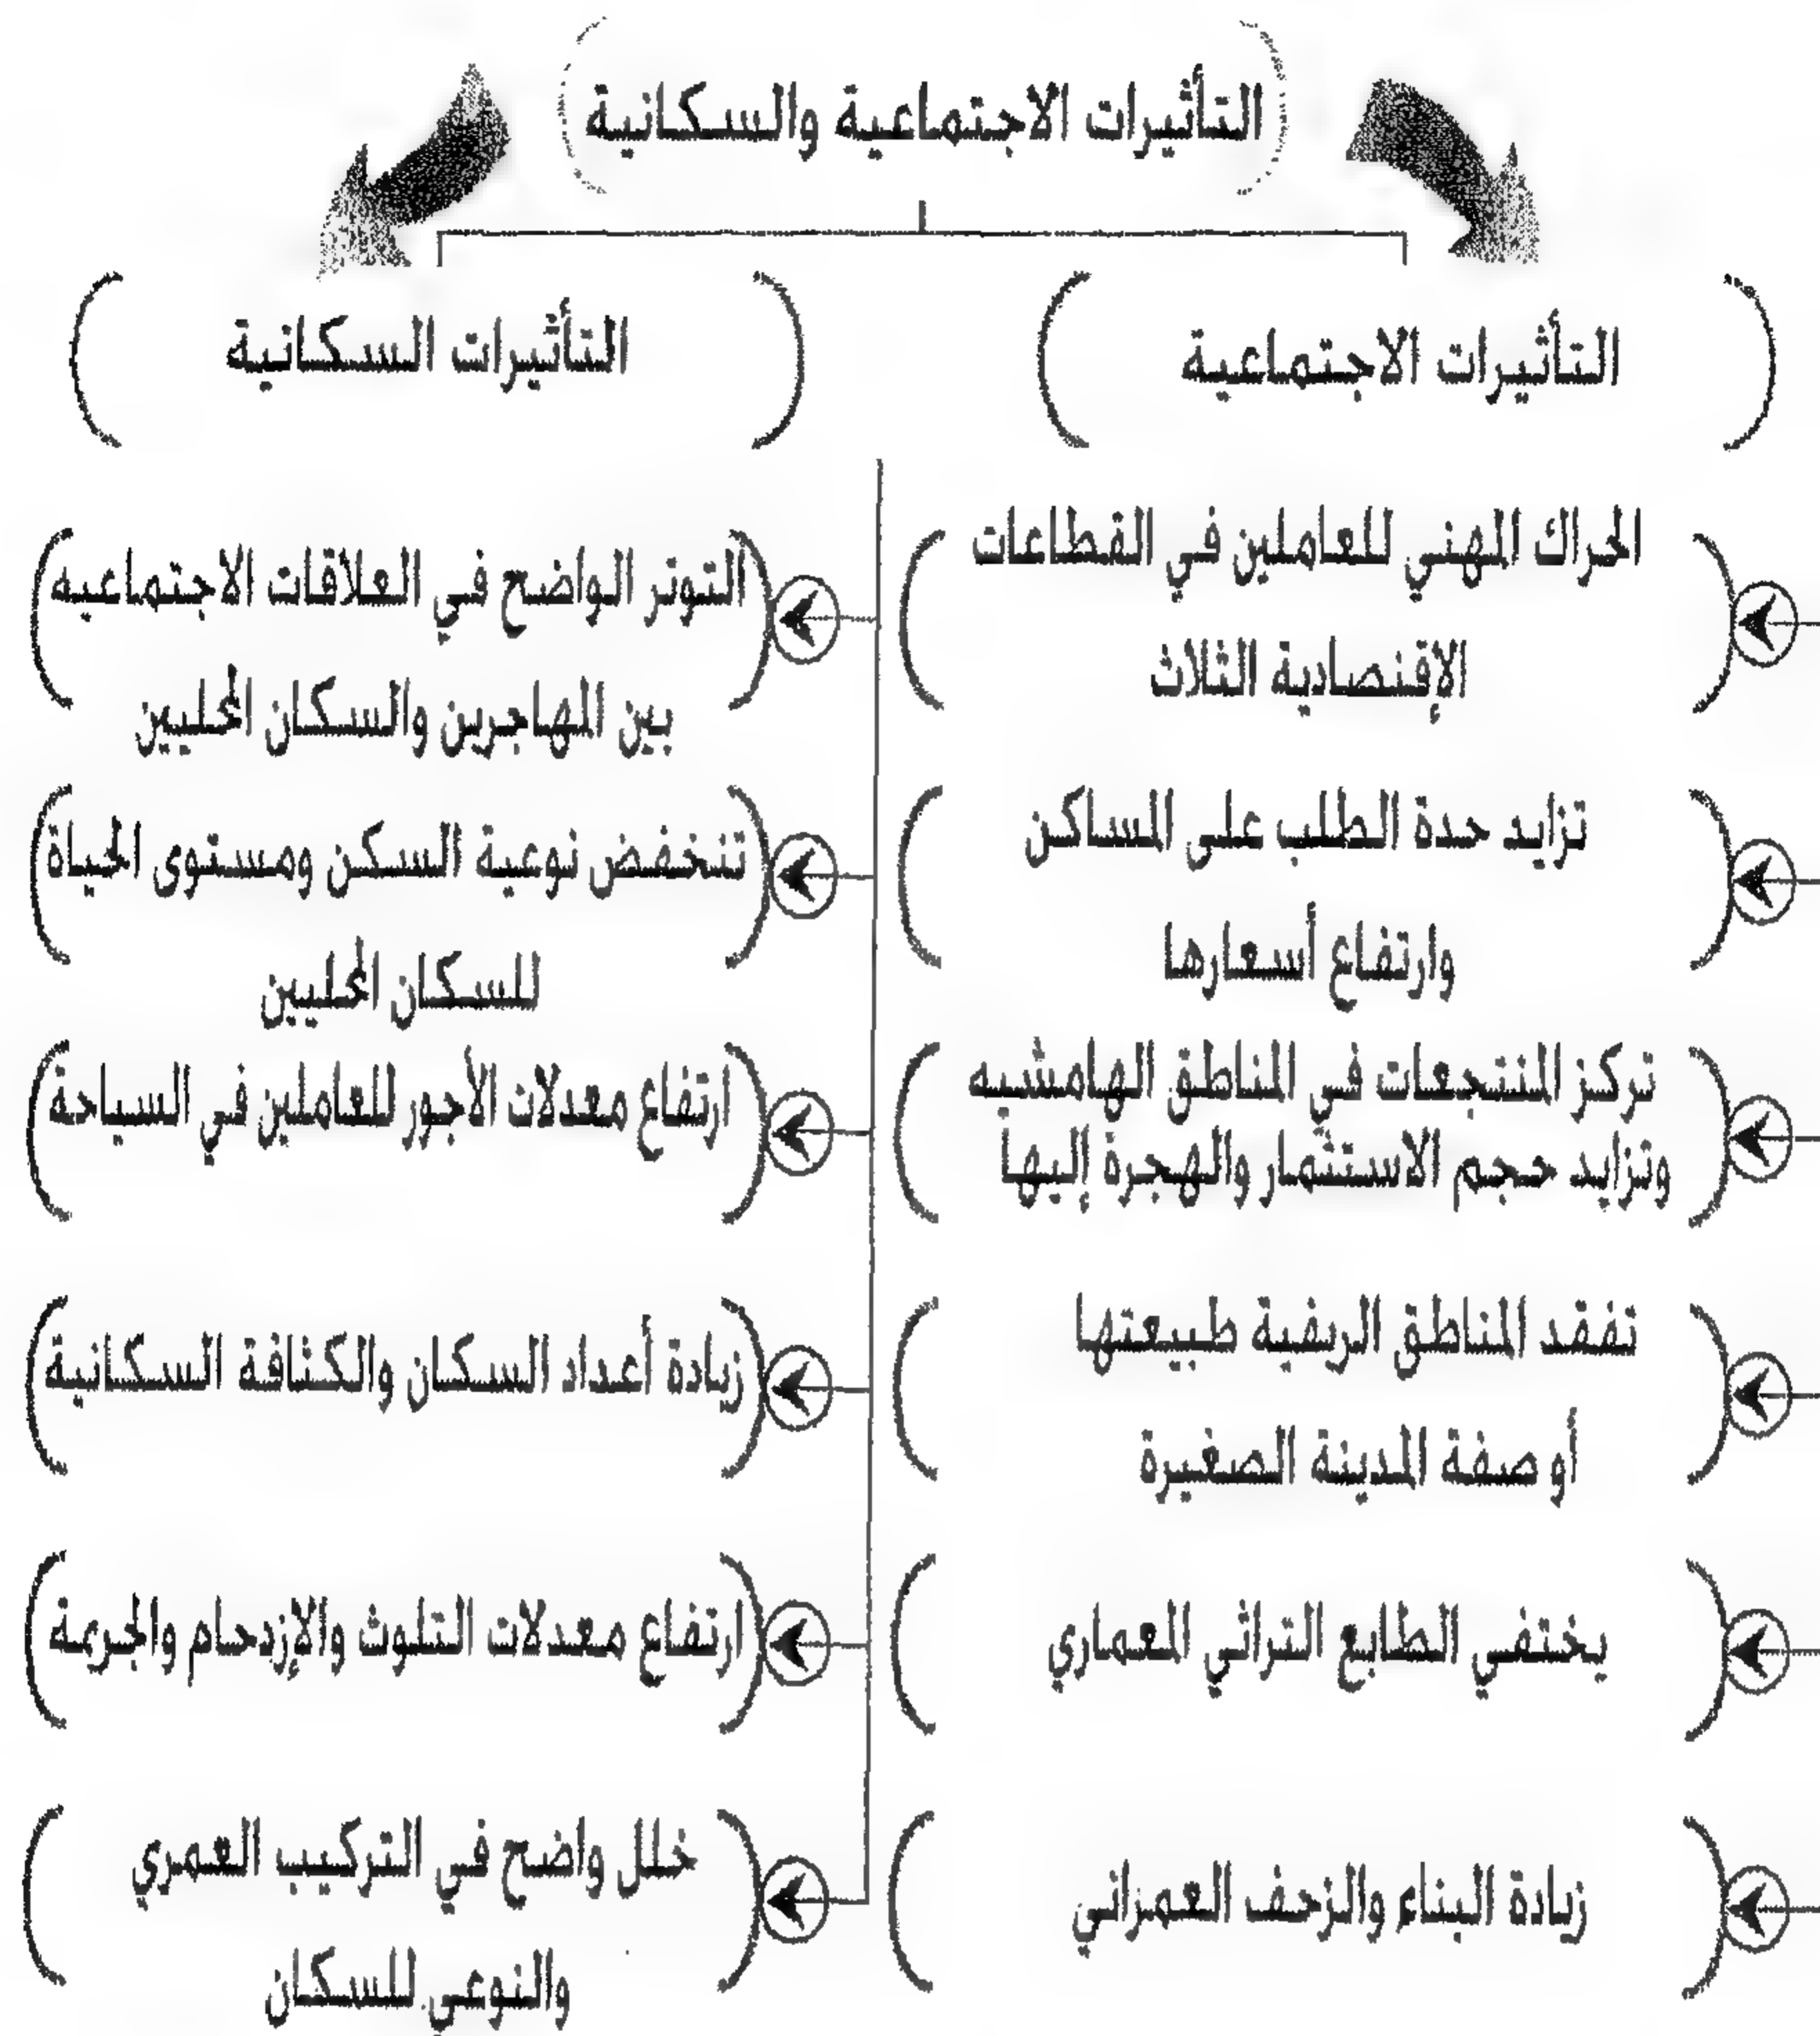 التأثيرات الاجتماعية والسكانية
التأثيرات الاجتماعية
الحراك المهني للعاملين في القطاعات
الإقتصادية الثلاث
تزايد حدة الطلب على المساكن
وارتفاع أسعارها
تركز المنتجعات في المناطق الهامشيه
وتزايد حجم الاستثمار والهجرة إليها
تفقد المناطق الريفية طبيعتها
أو صفة المدينة الصغيرة
يختفي الطابع التراثي المعماري
زيادة البناء والزحف العمراني
التأثيرات السكانية
التوتر الواضح في العلاقات الاجتماعيه
بين المهاجرين والسكان المحليين
تنخفض نوعية السكن ومستوى الحياة
للسكان المحليين
ارتفاع معدلات الأجور للعاملين في السياحة
زيادة أعداد السكان والكثافة السكانية
ارتفاع معدلات التلوث والإزدحام والجريمة
خلل واضح في التركيب العمري
والنوعي للسكان